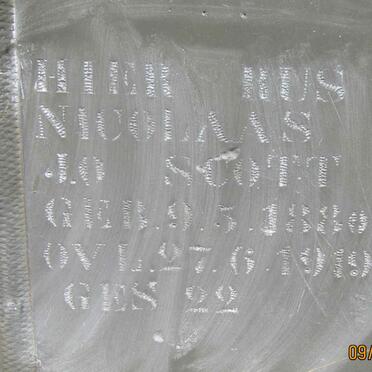 HIER RUS
NICOLAAS
J.O SCOTT
GEB.9.5.
OVL 27.6
GES 22
09/